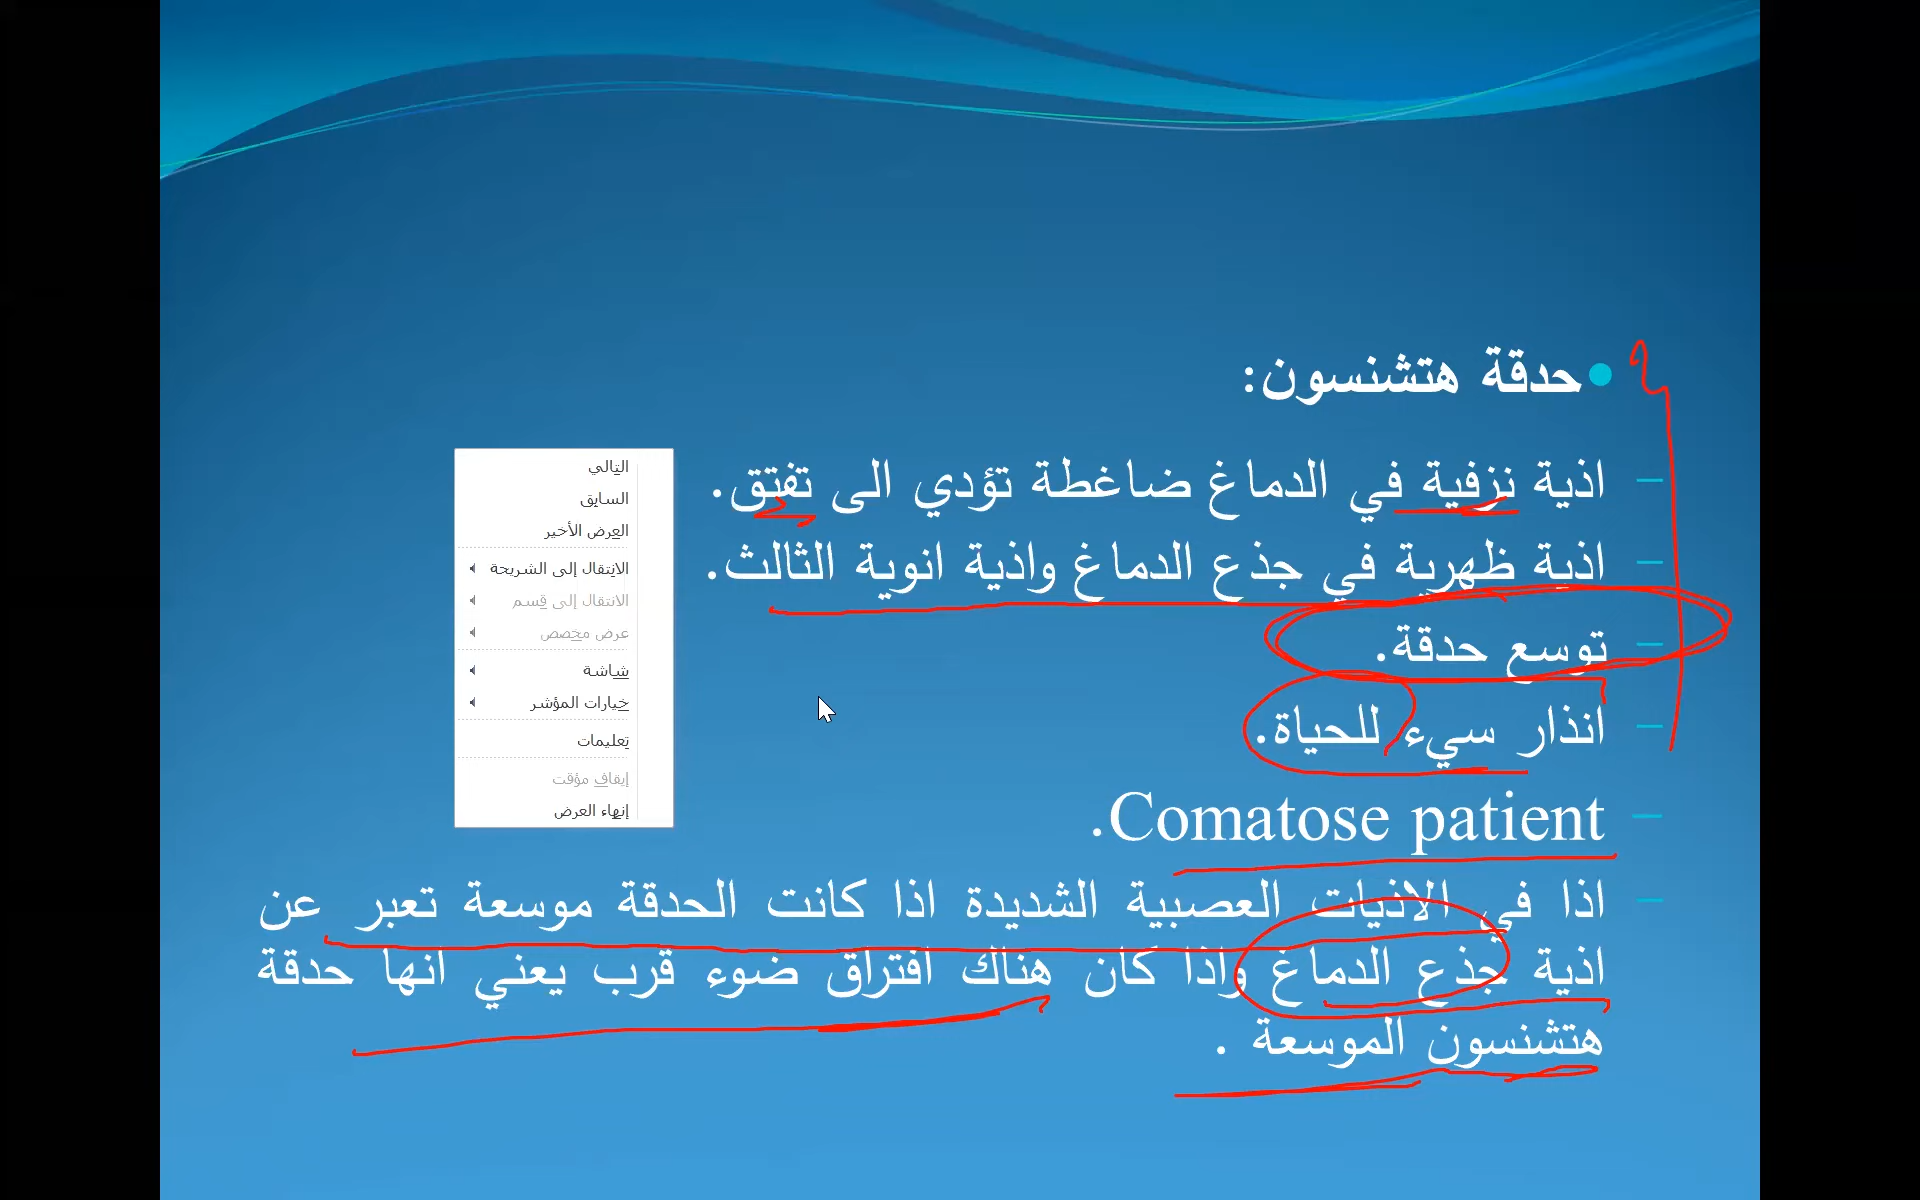 حدقة هتشنسون:
اذية نزفية في الدماغ ضاغطة تؤدي الى تفتق.
اذية ظهرية في جذع الدماغ واذية انوية الثالث.
توسع حدقة.
انذار سيء للحياة.
Comatose patient.
اذا في الاذيات العصبية الشديدة اذا كانت الحدقة موسعة تعبر عن
اذية جذع الدماغ واذا كان هناك افتراق ضوء قرب يعني انها حدقة
هتشنسون الموسعة .
التالي
السابق
العرض الأخير
الانتقال إلى الشريحة
الانتقال إلى قسم
عرض مخصص
شاشة
خيارات المؤشر
تعليمات
إيقاف مؤقت
إنهاء العرض